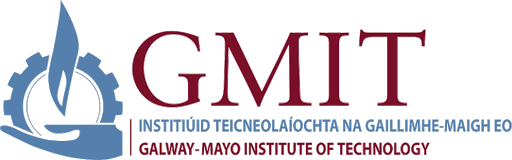 GMIT
INSTITIÚID TEICNEOLAÍOCHTA NA GAILLIMHE-MAIGH EO
GALWAY-MAYO INSTITUTE OF TECHNOLOGY